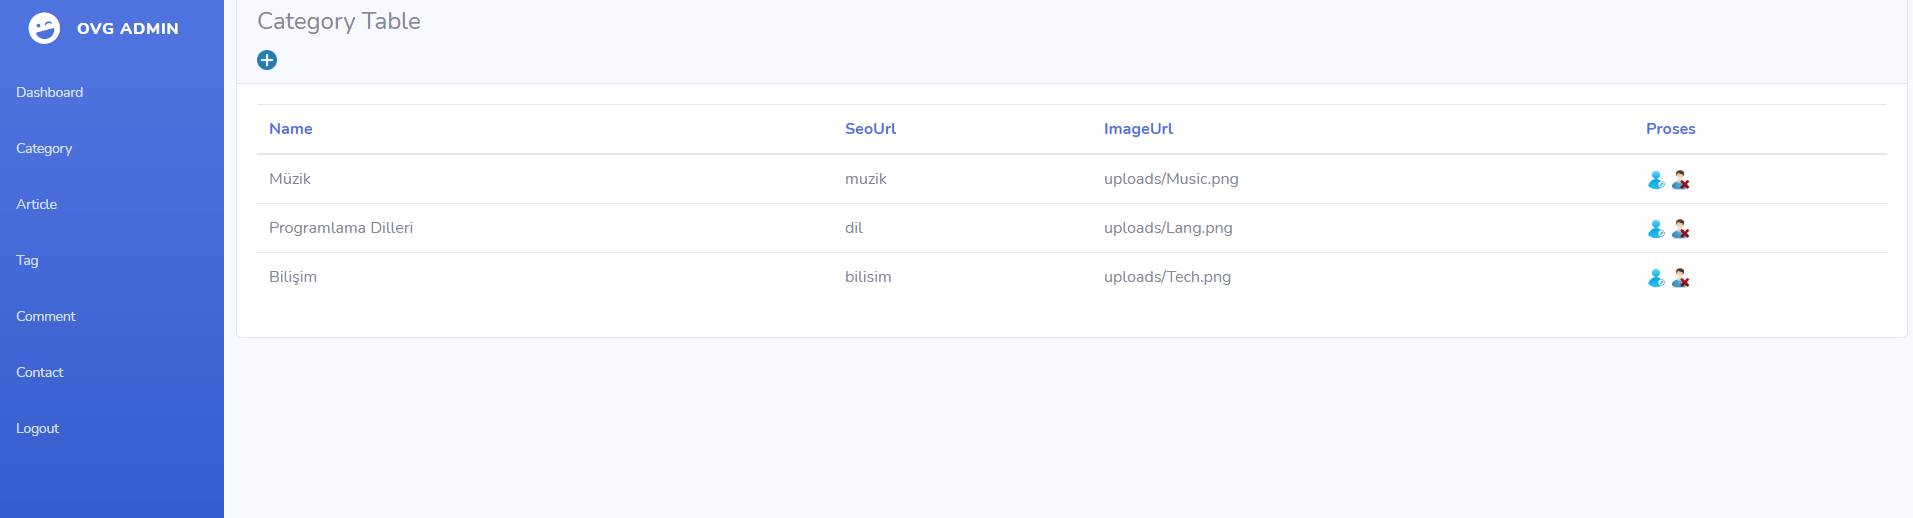 OVG ADMIN
Dashboard
Category
Article
Tag
Comment
Contact
Logout
Category Table
Name SeoUrl ImageUrl Proses
Müzik muzik uploads/Music.png
Programlama Dilleri dil uploads/Lang.png
Bilişim bilisim uploads/Tech.png